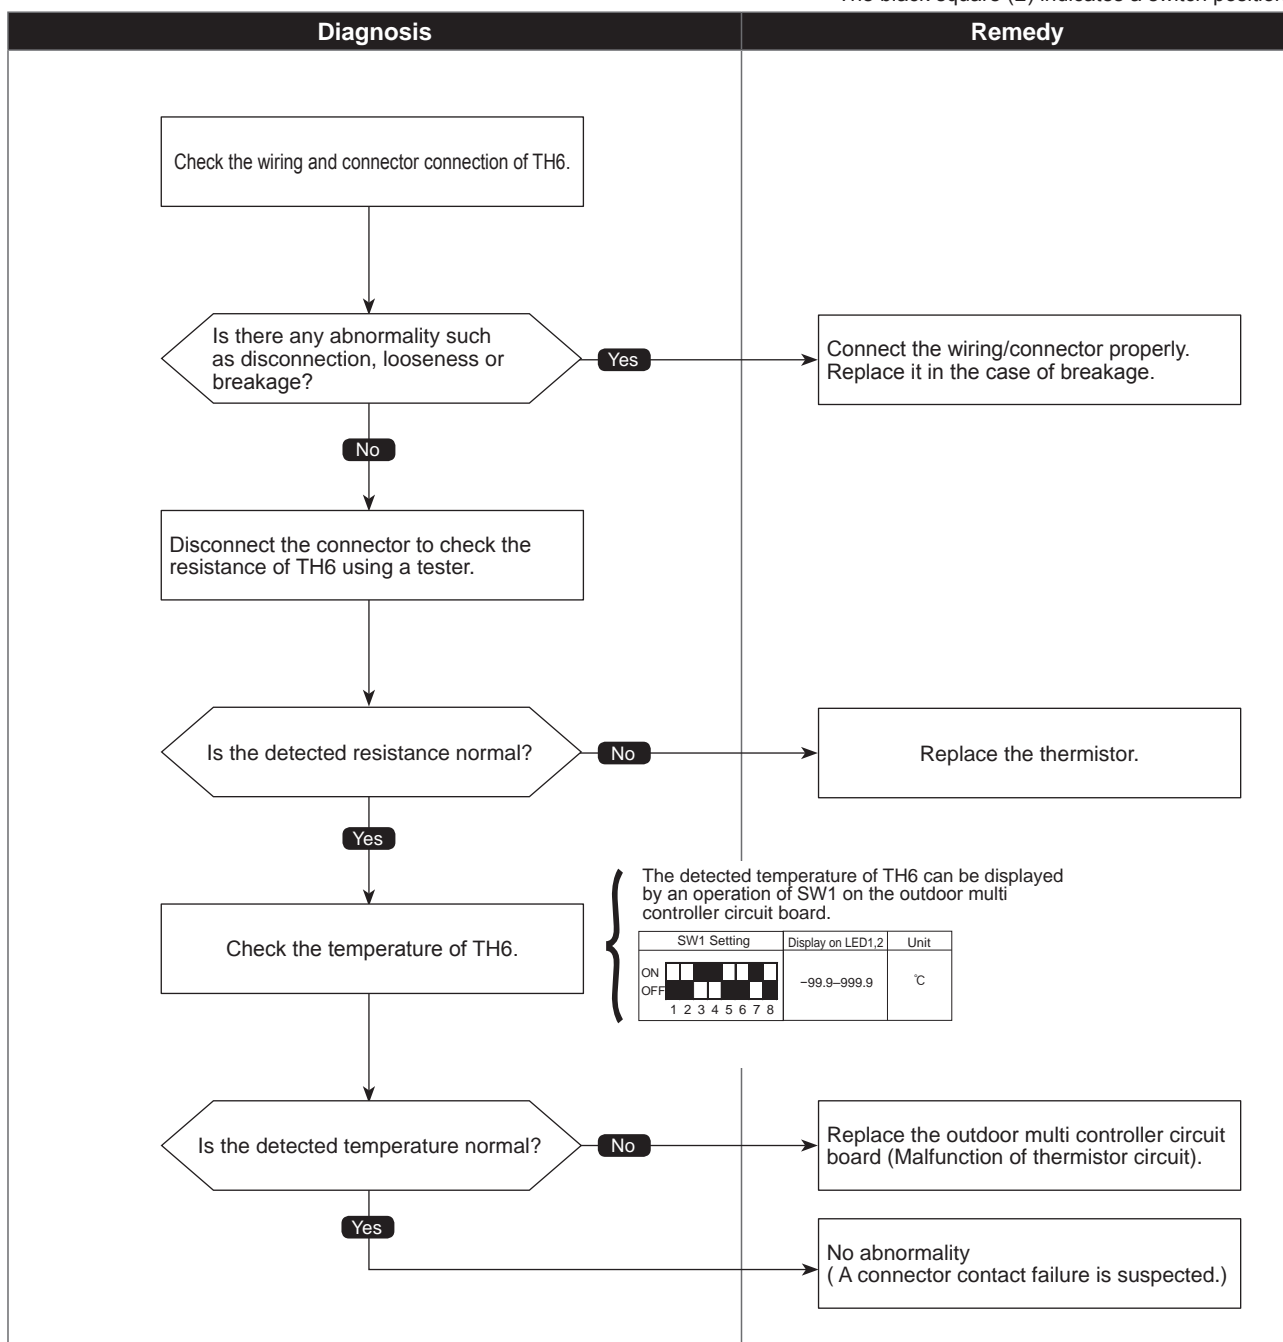 The black square (■) indicates a switch position
Diagnosis
Remedy
Check the wiring and connector connection of TH6.
Is there any abnormality such
as disconnection, looseness or
breakage?
Yes
Connect the wiring/connector properly.
Replace it in the case of breakage.
No
Disconnect the connector to check the
resistance of TH6 using a tester.
Is the detected resistance normal?
No
Replace the thermistor.
Yes
Check the temperature of TH6.
The detected temperature of TH6 can be displayed
by an operation of SW1 on the outdoor multi
controller circuit board.
SW1 Setting
Display on LED1,2
Unit
ON
OFF
1 2 3 4 5 6 7 8
−99.9–999.9
℃
Is the detected temperature normal?
No
Replace the outdoor multi controller circuit
board (Malfunction of thermistor circuit).
Yes
No abnormality
( A connector contact failure is suspected.)